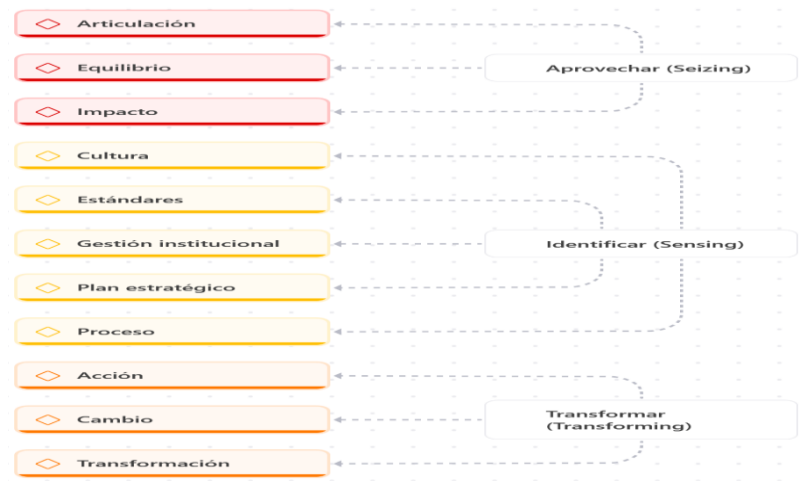 Articulación
Equilibrio
Aprovechar (Seizing)
Impacto
Cultura
Estándares
Gestión institucional
Identificar (Sensing)
Plan estratégico
Proceso
Acción
Cambio
Transformar
(Transforming)
Transformación